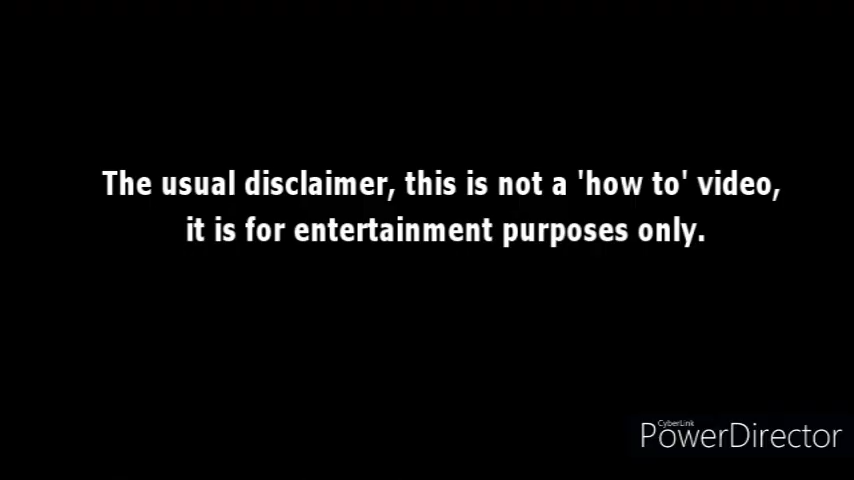 The usual disclaimer, this is not a 'how to' video,
it is for entertainment purposes only.
CyberLink
PowerDirector